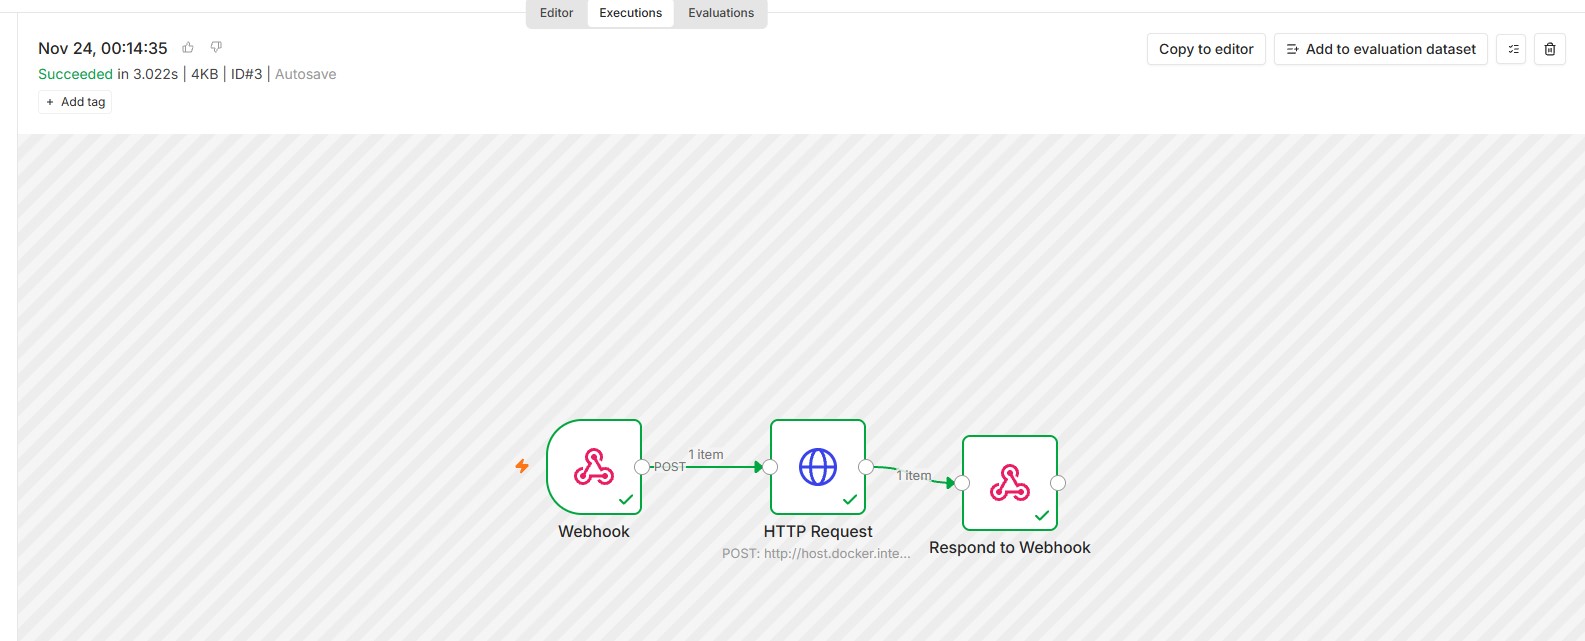 Editor Executions Evaluations
Nov 24, 00:14:35
Copy to editor
Add to evaluation dataset
Succeeded in 3.022s | 4KB | ID#3 | Autosave
+ Add tag
1 item
POST
1 item
Webhook
HTTP Request
POST: http://host.docker.inte...
Respond to Webhook